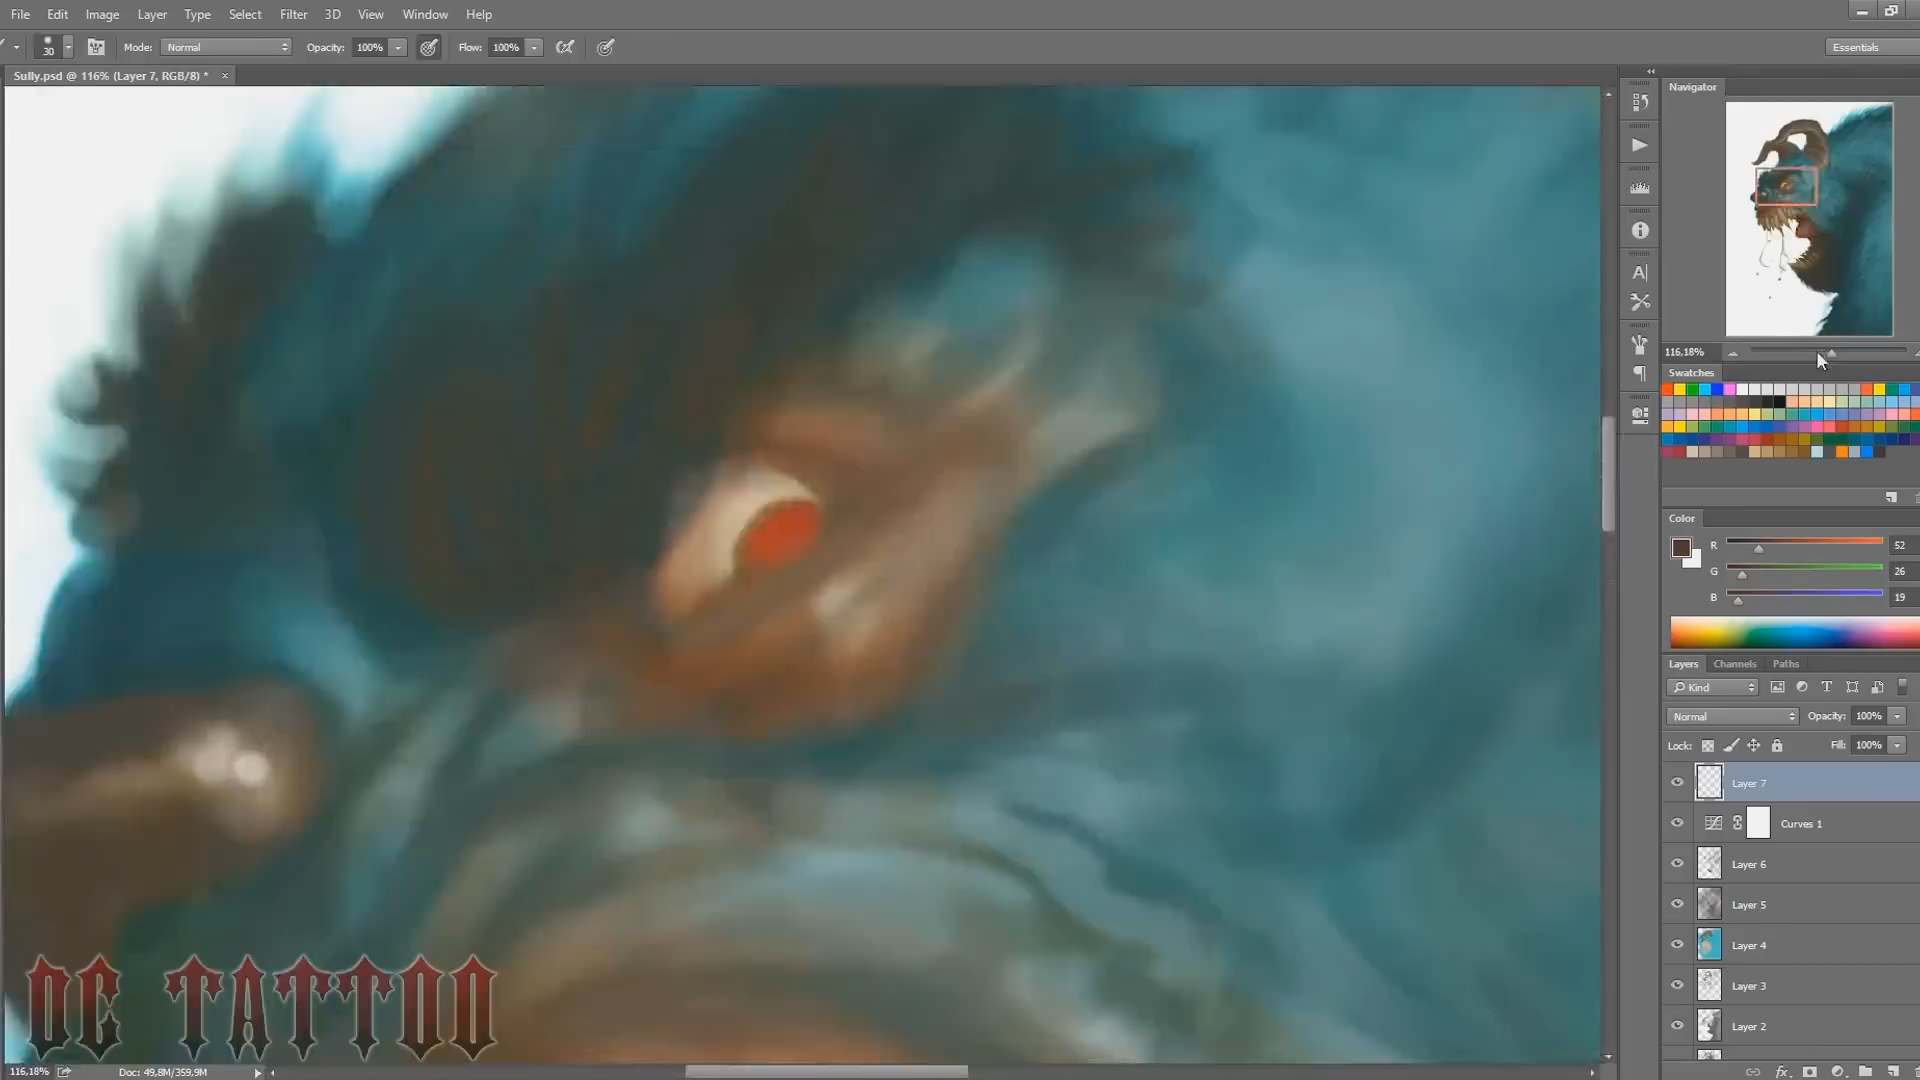 File Edit Image Layer Type Select Filter 3D View Window Help
30 Mode: Normal Opacity: 100% Flow: 100% Essentials
Sully.psd @ 116% (Layer 7, RGB/8) * ×
Navigator
116,18%
Swatches
Color
R 52
G 26
B 19
Layers Channels Paths
Kind
Normal Opacity: 100%
Lock: Fill: 100%
Layer 7
Curves 1
Layer 6
Layer 5
Layer 4
Layer 3
Layer 2
DE TATTOO
116,18% Doc: 49,8M/359,9M